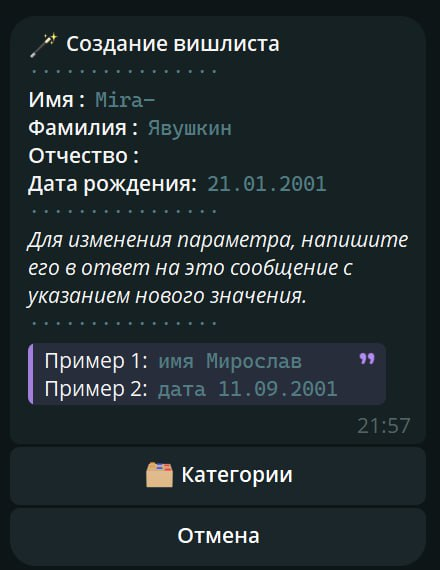 Создание вишлиста
· · · · · · · · · · · · · · · ·
Имя : Mira—
Фамилия : Явушкин
Отчество :
Дата рождения: 21.01.2001
· · · · · · · · · · · · · · · ·
Для изменения параметра, напишите
его в ответ на это сообщение с
указанием нового значения.
· · · · · · · · · · · · · · · ·
Пример 1: имя Мирослав
Пример 2: дата 11.09.2001
21:57
Категории
Отмена